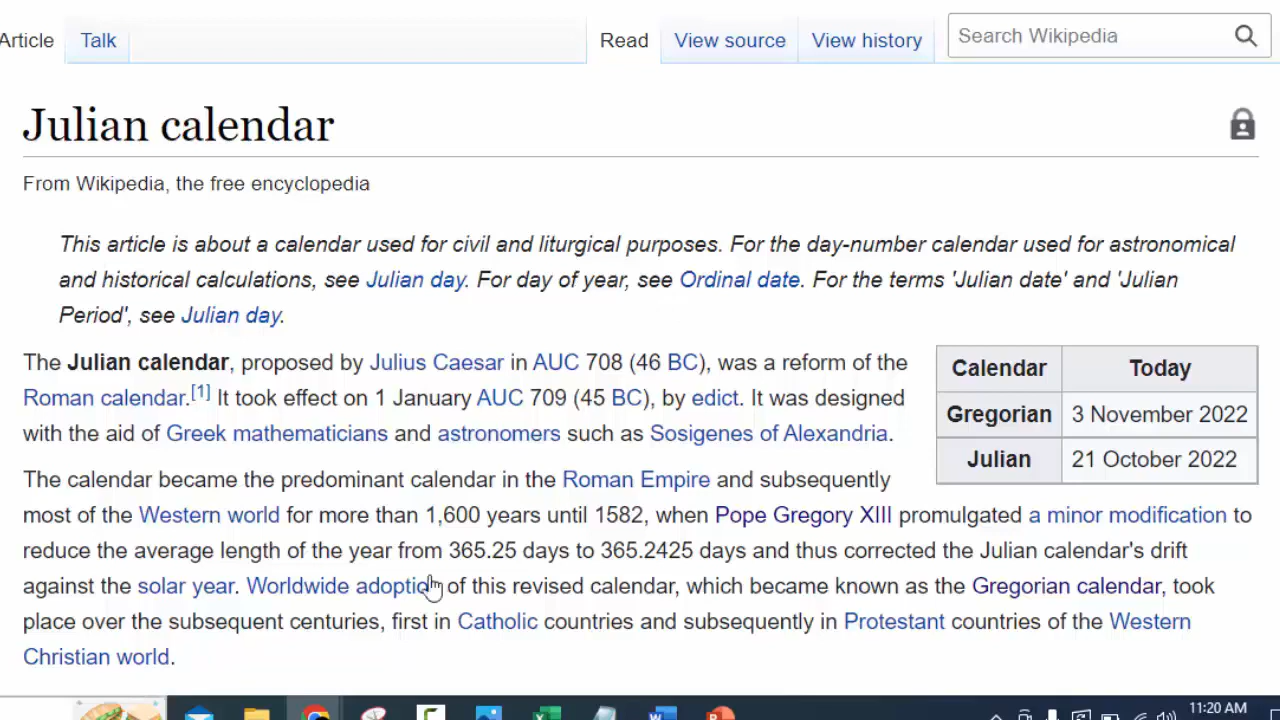 Article Talk Read View source View history Search Wikipedia
Julian calendar
From Wikipedia, the free encyclopedia
This article is about a calendar used for civil and liturgical purposes. For the day-number calendar used for astronomical
and historical calculations, see Julian day. For day of year, see Ordinal date. For the terms 'Julian date' and 'Julian
Period', see Julian day.
The Julian calendar, proposed by Julius Caesar in AUC 708 (46 BC), was a reform of the
Roman calendar.[1] It took effect on 1 January AUC 709 (45 BC), by edict. It was designed
with the aid of Greek mathematicians and astronomers such as Sosigenes of Alexandria.
Calendar Today
Gregorian 3 November 2022
Julian 21 October 2022
The calendar became the predominant calendar in the Roman Empire and subsequently
most of the Western world for more than 1,600 years until 1582, when Pope Gregory XIII promulgated a minor modification to
reduce the average length of the year from 365.25 days to 365.2425 days and thus corrected the Julian calendar's drift
against the solar year. Worldwide adoption of this revised calendar, which became known as the Gregorian calendar, took
place over the subsequent centuries, first in Catholic countries and subsequently in Protestant countries of the Western
Christian world.
11:20 AM